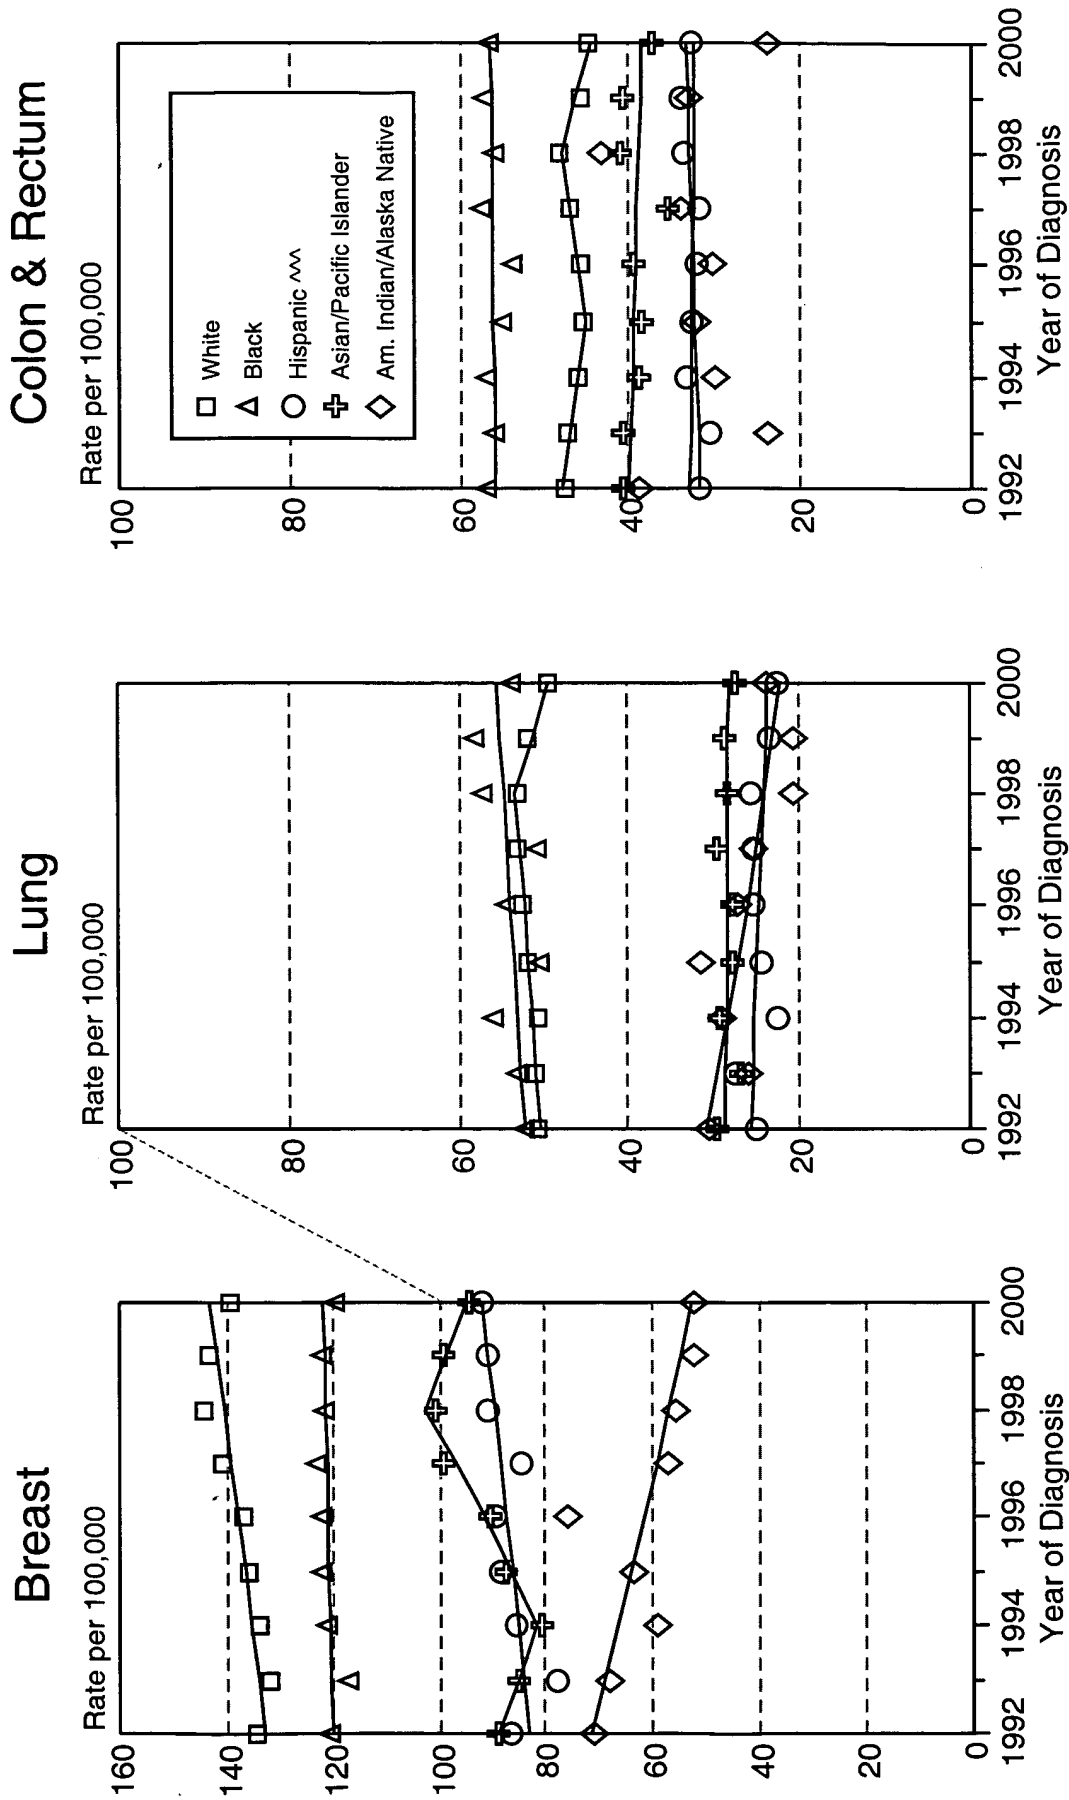 Breast
Rate per 100,000
160
140
120
100
80
60
40
20
0
1992
1994
1996
1998
2000
Year of Diagnosis
Lung
Rate per 100,000
100
80
60
40
20
0
1992
1994
1996
1998
2000
Year of Diagnosis
Colon & Rectum
Rate per 100,000
100
80
60
40
20
0
1992
1994
1996
1998
2000
Year of Diagnosis
White
Black
Hispanic ^^^
Asian/Pacific Islander
Am. Indian/Alaska Native